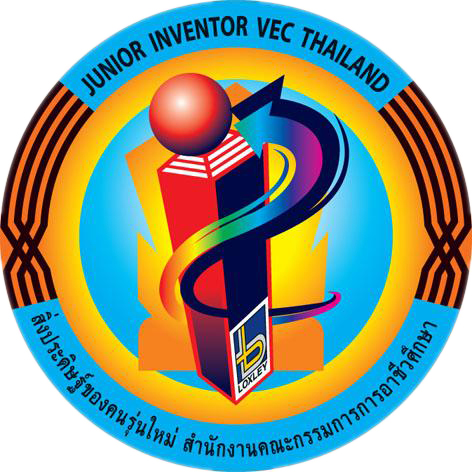 JUNIOR INVENTOR VEC THAILAND
LOXLEY
สิ่งประดิษฐ์ของคนรุ่นใหม่ สำนักงานคณะกรรมการการอาชีวศึกษา